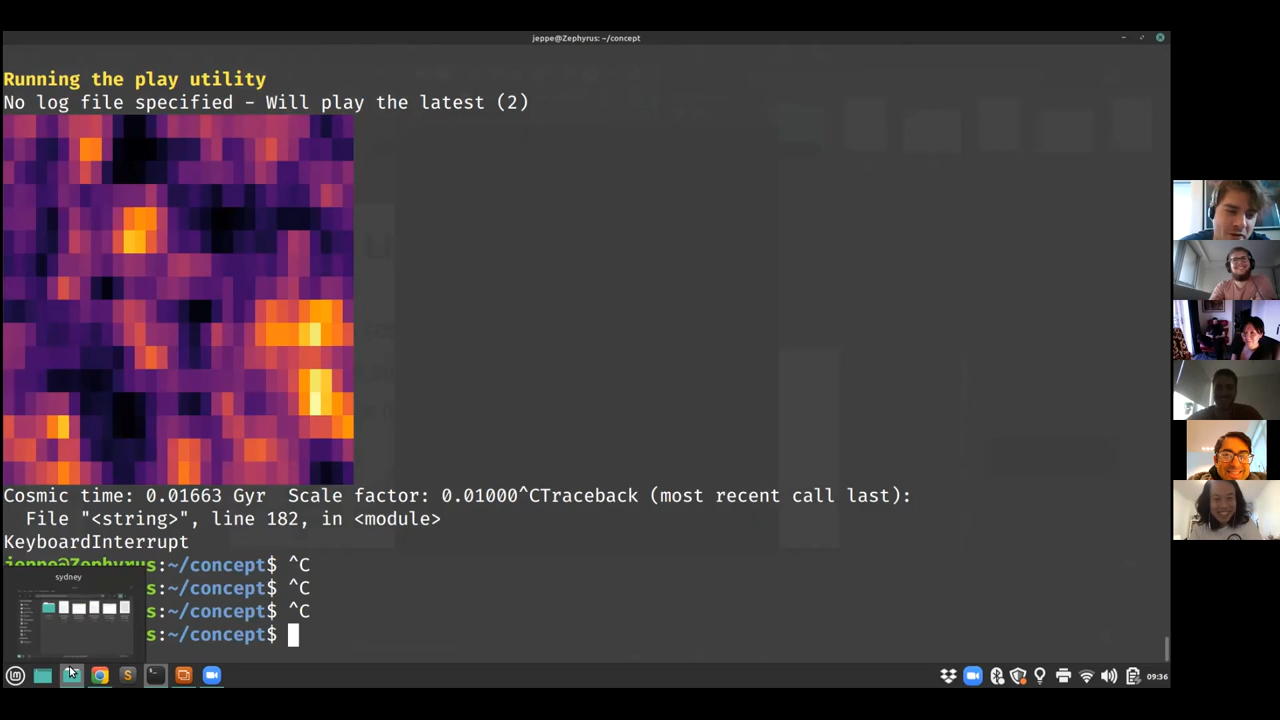 jeppe@Zephyrus: ~/concept
Running the play utility
No log file specified - Will play the latest (2)
Cosmic time: 0.01663 Gyr  Scale factor: 0.01000^CTraceback (most recent call last):
  File "<string>", line 182, in <module>
KeyboardInterrupt
jeppe@Zephyrus:~/concept$ ^C
sydney
s:~/concept$ ^C
s:~/concept$ ^C
s:~/concept$
09:36